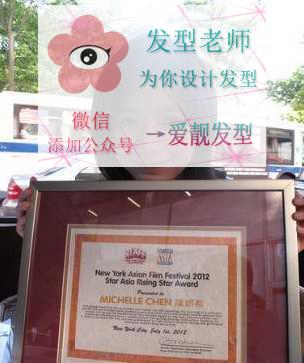 发型老师
为你设计发型
微信
添加公众号
→爱靓发型
New York Asian Film Festival 2012
Star Asia Rising Star Award
Presented to
MICHELLE CHEN 陳妍希
New York City, July 1st, 2012